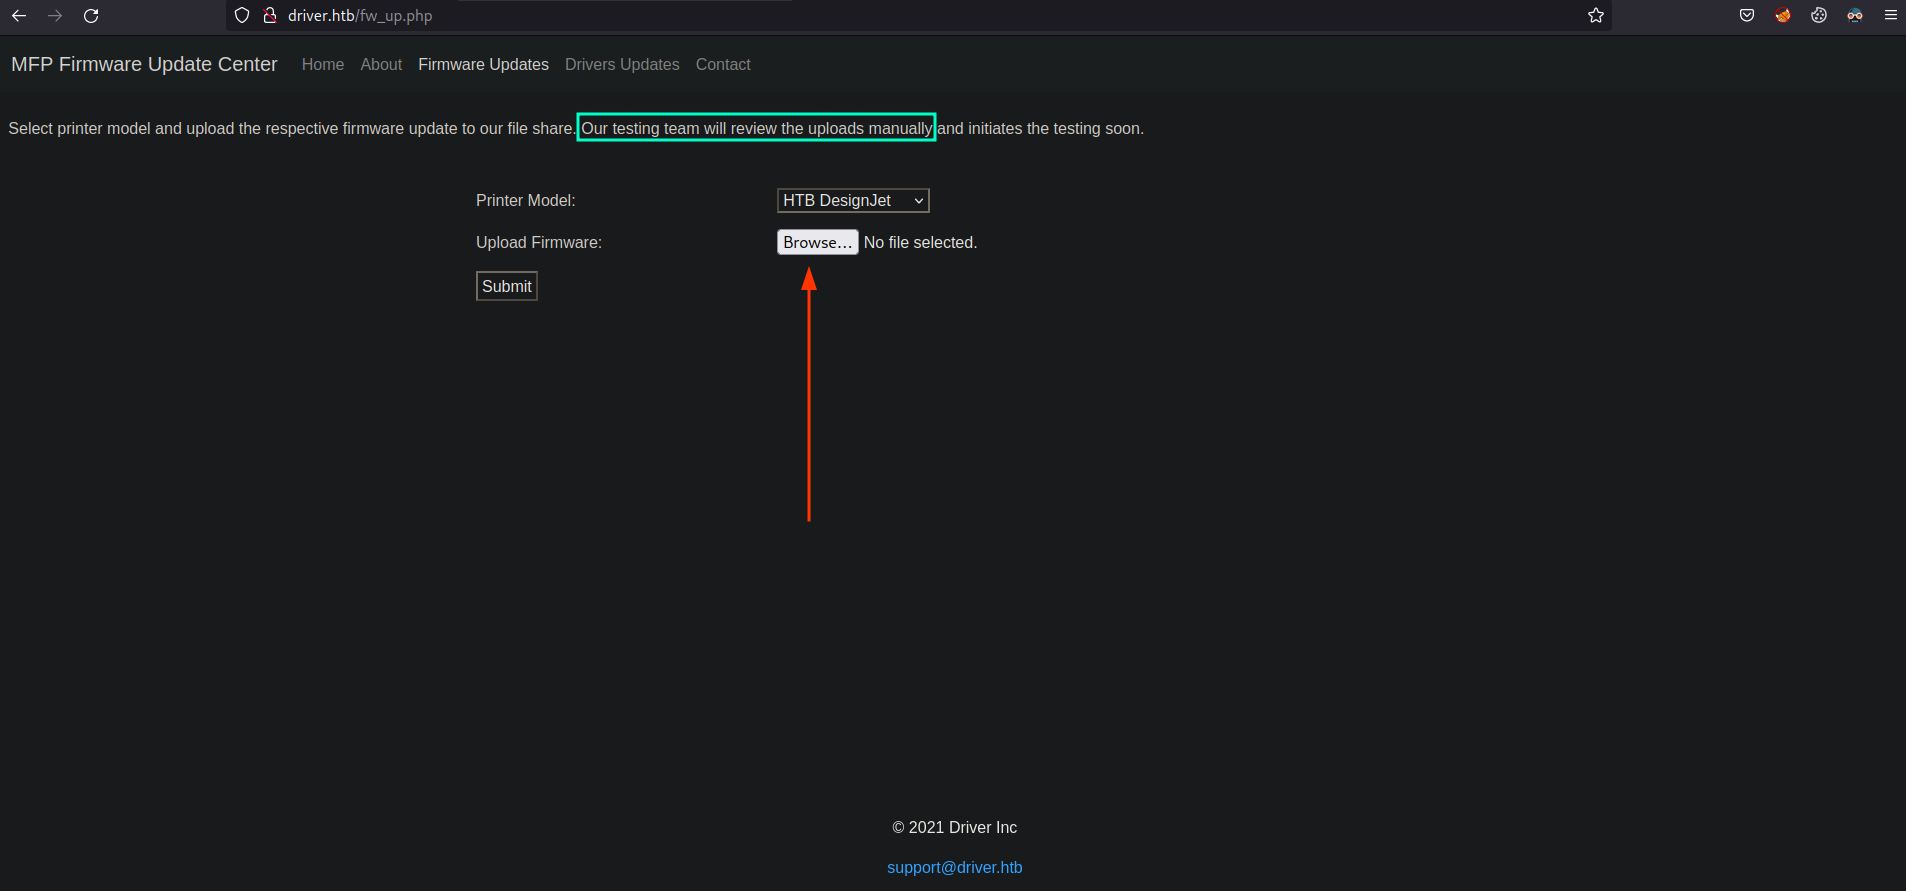 driver.htb/fw_up.php
MFP Firmware Update Center Home About Firmware Updates Drivers Updates Contact
Select printer model and upload the respective firmware update to our file share. Our testing team will review the uploads manually and initiates the testing soon.
Printer Model: HTB DesignJet
Upload Firmware: Browse... No file selected.
Submit
© 2021 Driver Inc
support@driver.htb